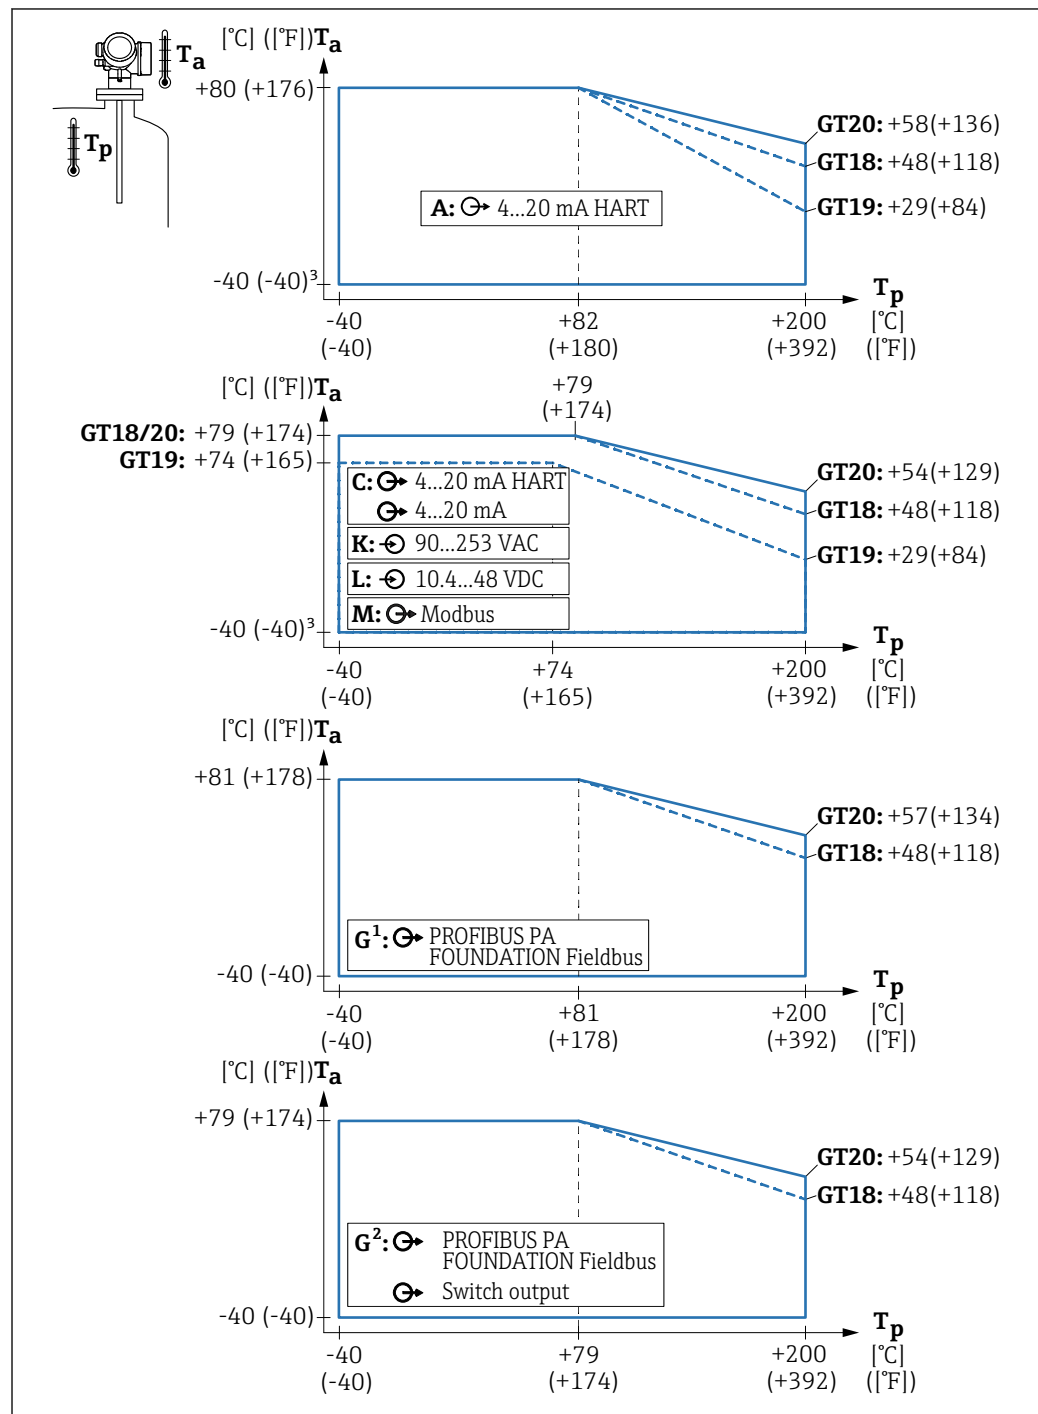 [°C] ([°F]) Ta
Ta
Tp
+80 (+176)
GT20: +58(+136)
GT18: +48(+118)
GT19: +29(+84)
A: 4...20 mA HART
-40 (-40)³
Tp
-40 +82 +200 [°C]
(-40) (+180) (+392) ([°F])
[°C] ([°F]) Ta
+79
(+174)
GT18/20: +79 (+174)
GT19: +74 (+165)
GT20: +54(+129)
GT18: +48(+118)
GT19: +29(+84)
C: 4...20 mA HART
4...20 mA
K: 90...253 VAC
L: 10.4...48 VDC
M: Modbus
-40 (-40)³
Tp
-40 +74 +200 [°C]
(-40) (+165) (+392) ([°F])
[°C] ([°F]) Ta
+81 (+178)
GT20: +57(+134)
GT18: +48(+118)
G¹: PROFIBUS PA
FOUNDATION Fieldbus
-40 (-40)
Tp
-40 +81 +200 [°C]
(-40) (+178) (+392) ([°F])
[°C] ([°F]) Ta
+79 (+174)
GT20: +54(+129)
GT18: +48(+118)
G²: PROFIBUS PA
FOUNDATION Fieldbus
Switch output
-40 (-40)
Tp
-40 +79 +200 [°C]
(-40) (+174) (+392) ([°F])